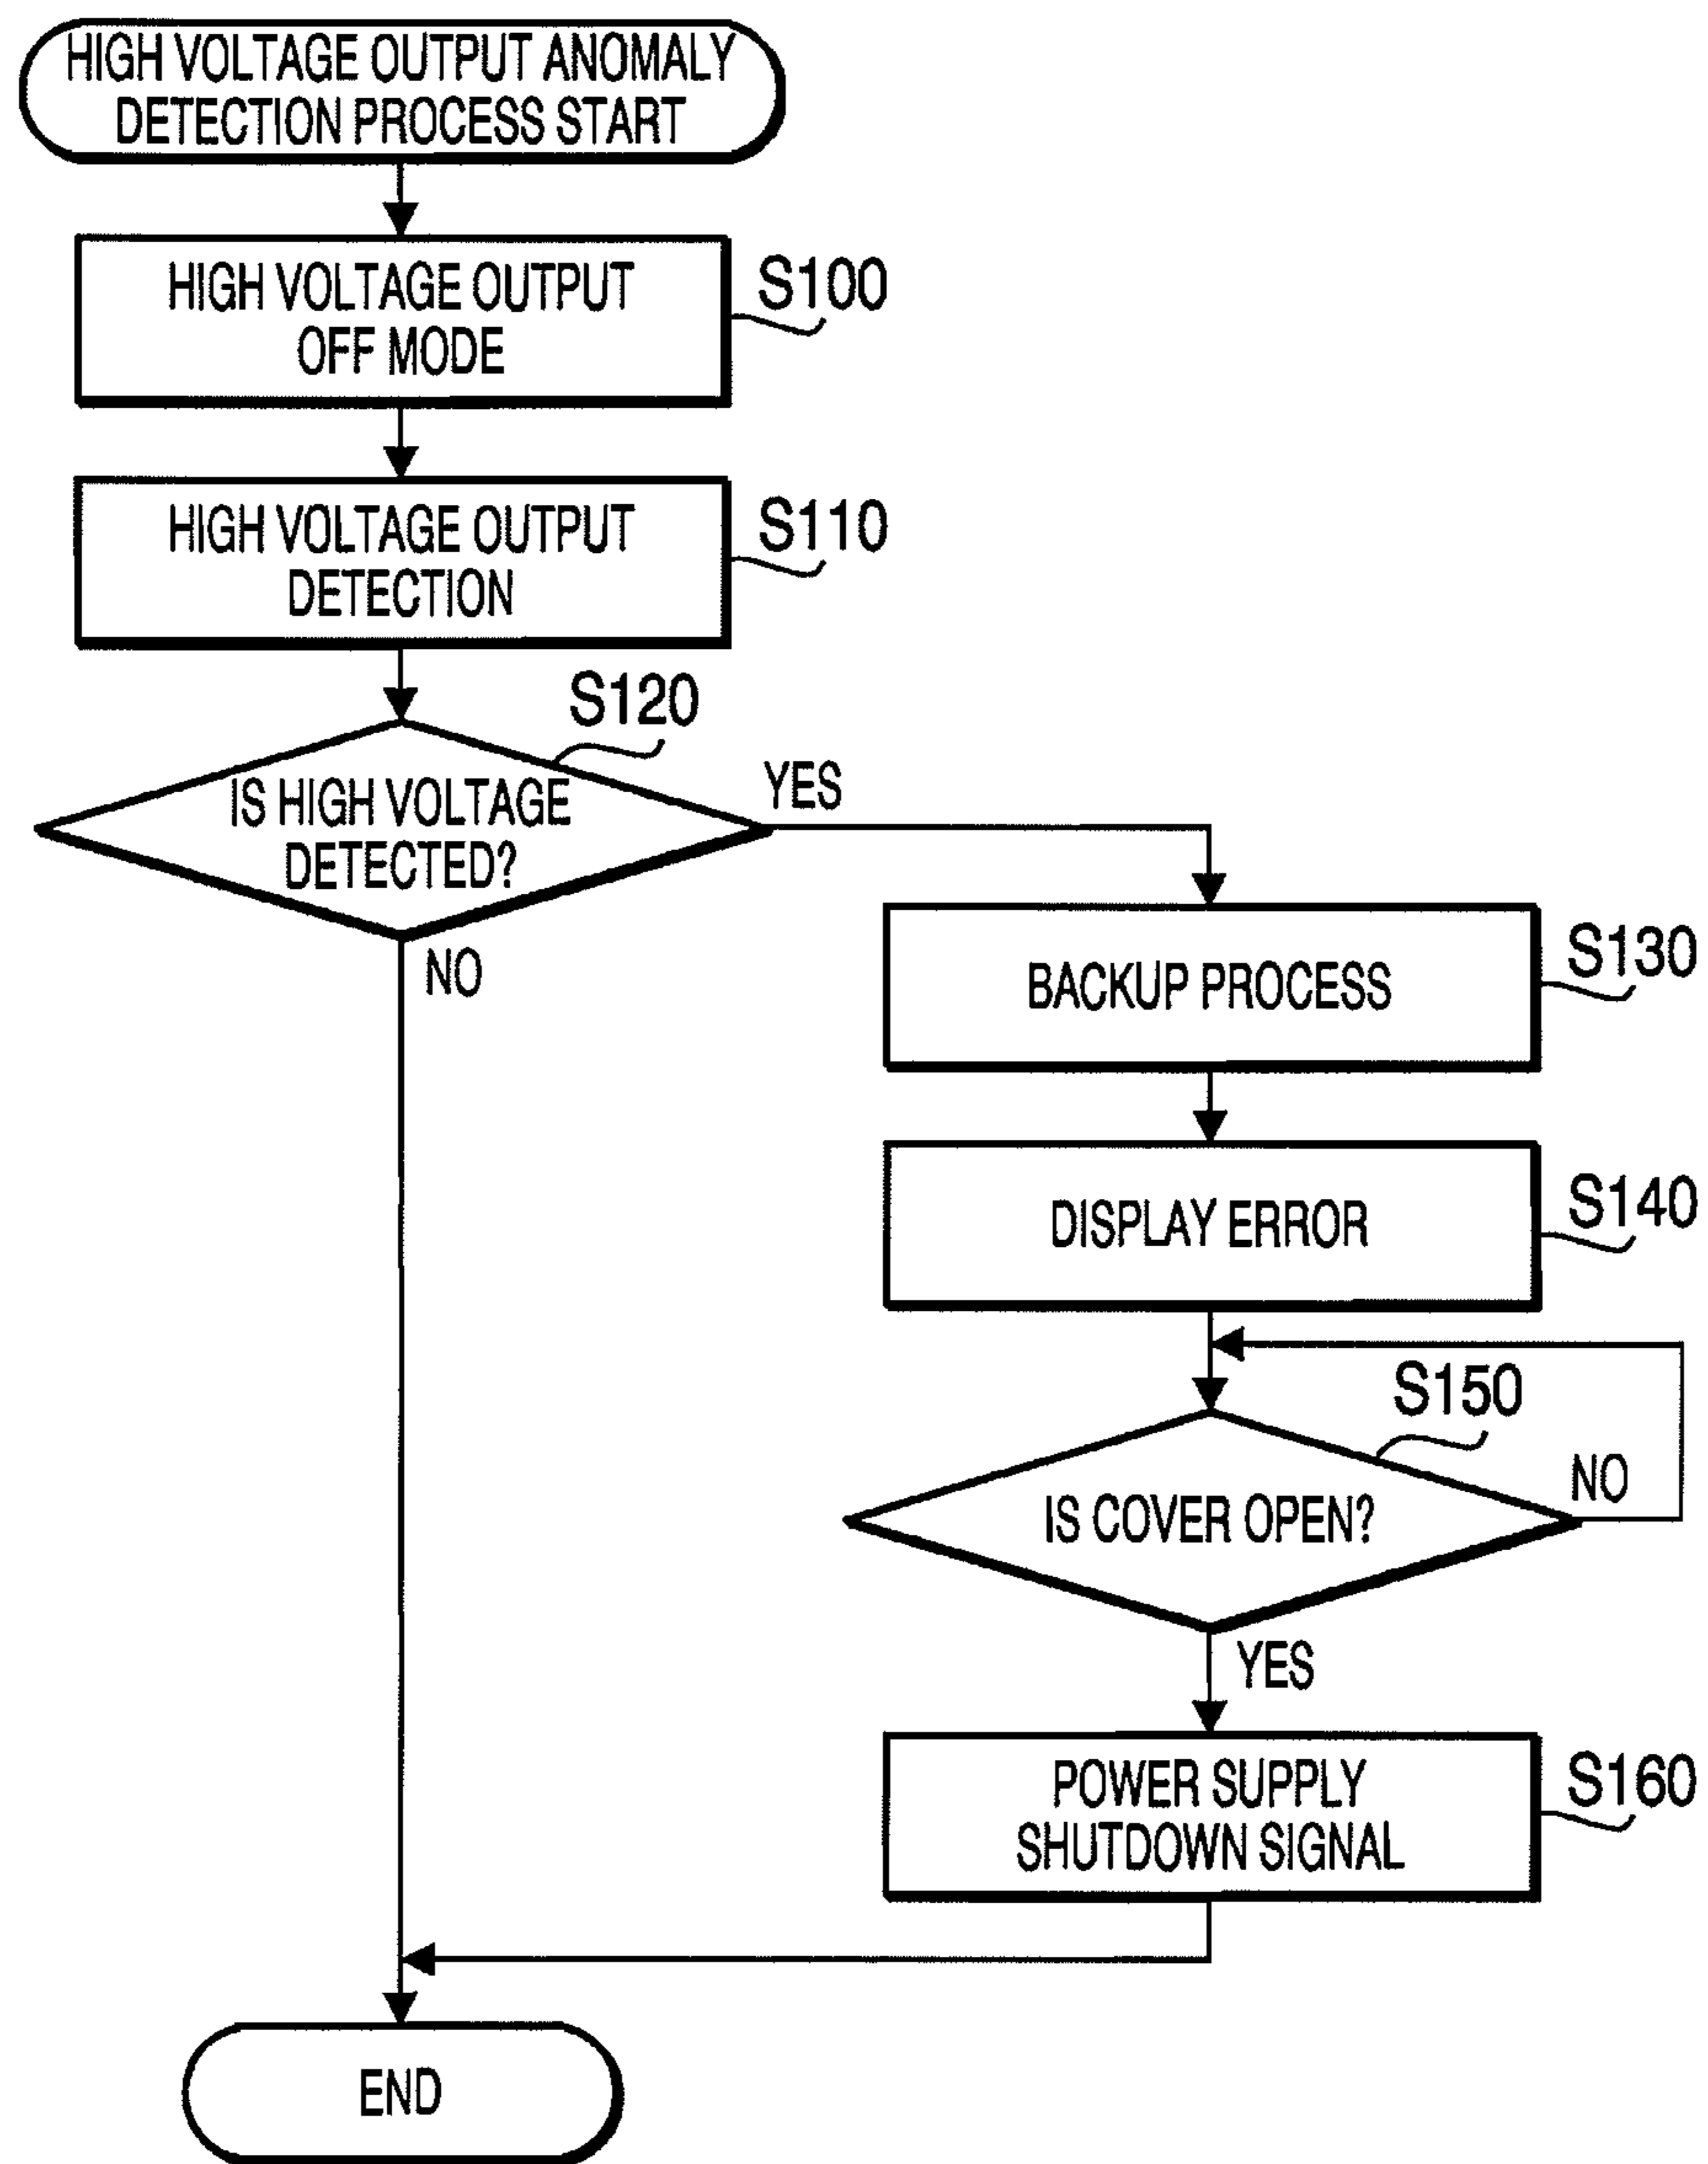 HIGH VOLTAGE OUTPUT ANOMALY
DETECTION PROCESS START
HIGH VOLTAGE OUTPUT
OFF MODE
S100
HIGH VOLTAGE OUTPUT
DETECTION
S110
S120
IS HIGH VOLTAGE
DETECTED?
YES
NO
BACKUP PROCESS
S130
DISPLAY ERROR
S140
S150
IS COVER OPEN?
NO
YES
POWER SUPPLY
SHUTDOWN SIGNAL
S160
END